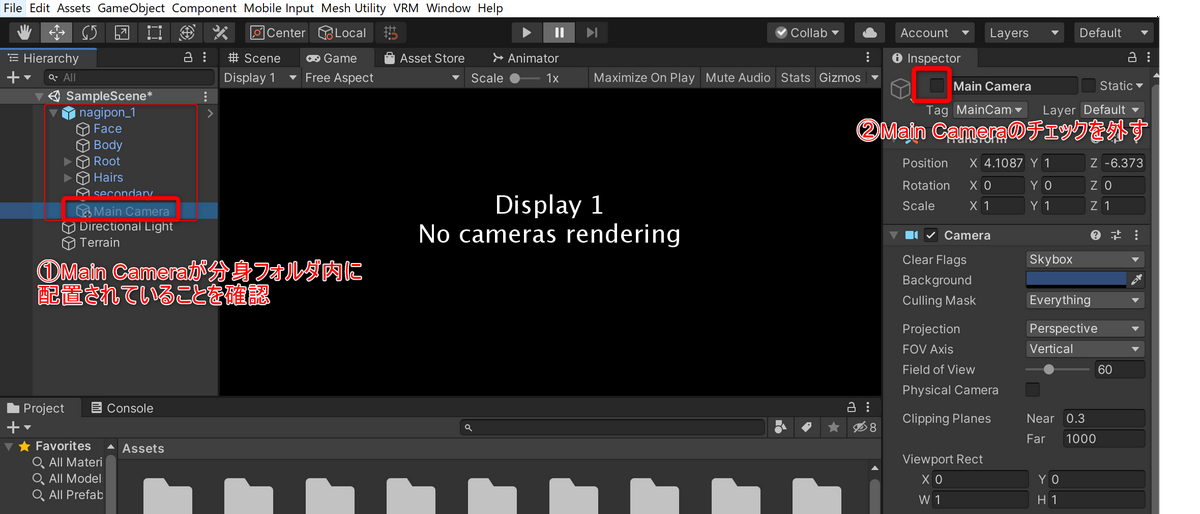 File Edit Assets GameObject Component Mobile Input Mesh Utility VRM Window Help
Center Local Collab Account Layers Default
Hierarchy
All
SampleScene*
nagipon_1
Face
Body
Root
Hairs
secondary
Main Camera
Directional Light
Terrain
①Main Cameraが分身フォルダ内に
配置されていることを確認
Scene Game Asset Store Animator
Display 1 Free Aspect Scale 1x Maximize On Play Mute Audio Stats Gizmos
Display 1
No cameras rendering
Inspector
Main Camera Static
Tag MainCam Layer Default
②Main Cameraのチェックを外す
Transform
Position X 4.1087 Y 1 Z -6.373
Rotation X 0 Y 0 Z 0
Scale X 1 Y 1 Z 1
Camera
Clear Flags Skybox
Background
Culling Mask Everything
Projection Perspective
FOV Axis Vertical
Field of View 60
Physical Camera
Clipping Planes Near 0.3
Far 1000
Viewport Rect
X 0 Y 0
W 1 H 1
Project Console
8
Favorites
All Materi
All Model
All Prefab
Assets